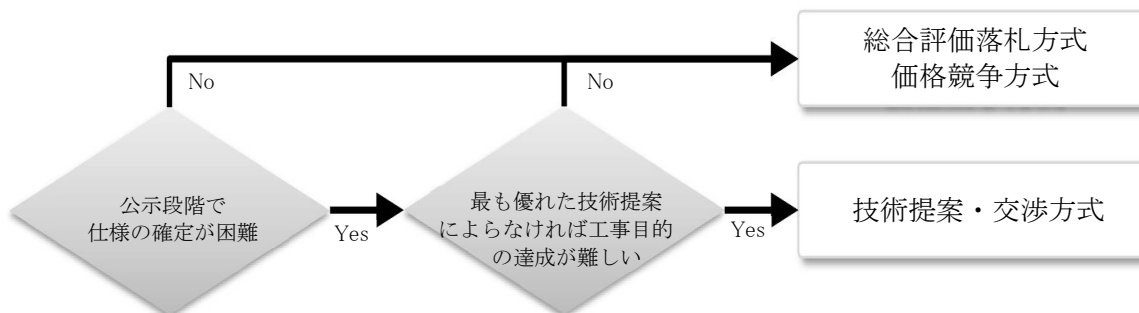 総合評価落札方式
価格競争方式
No
No
公示段階で
仕様の確定が困難
Yes
最も優れた技術提案
によらなければ工事目的
の達成が難しい
Yes
技術提案・交渉方式